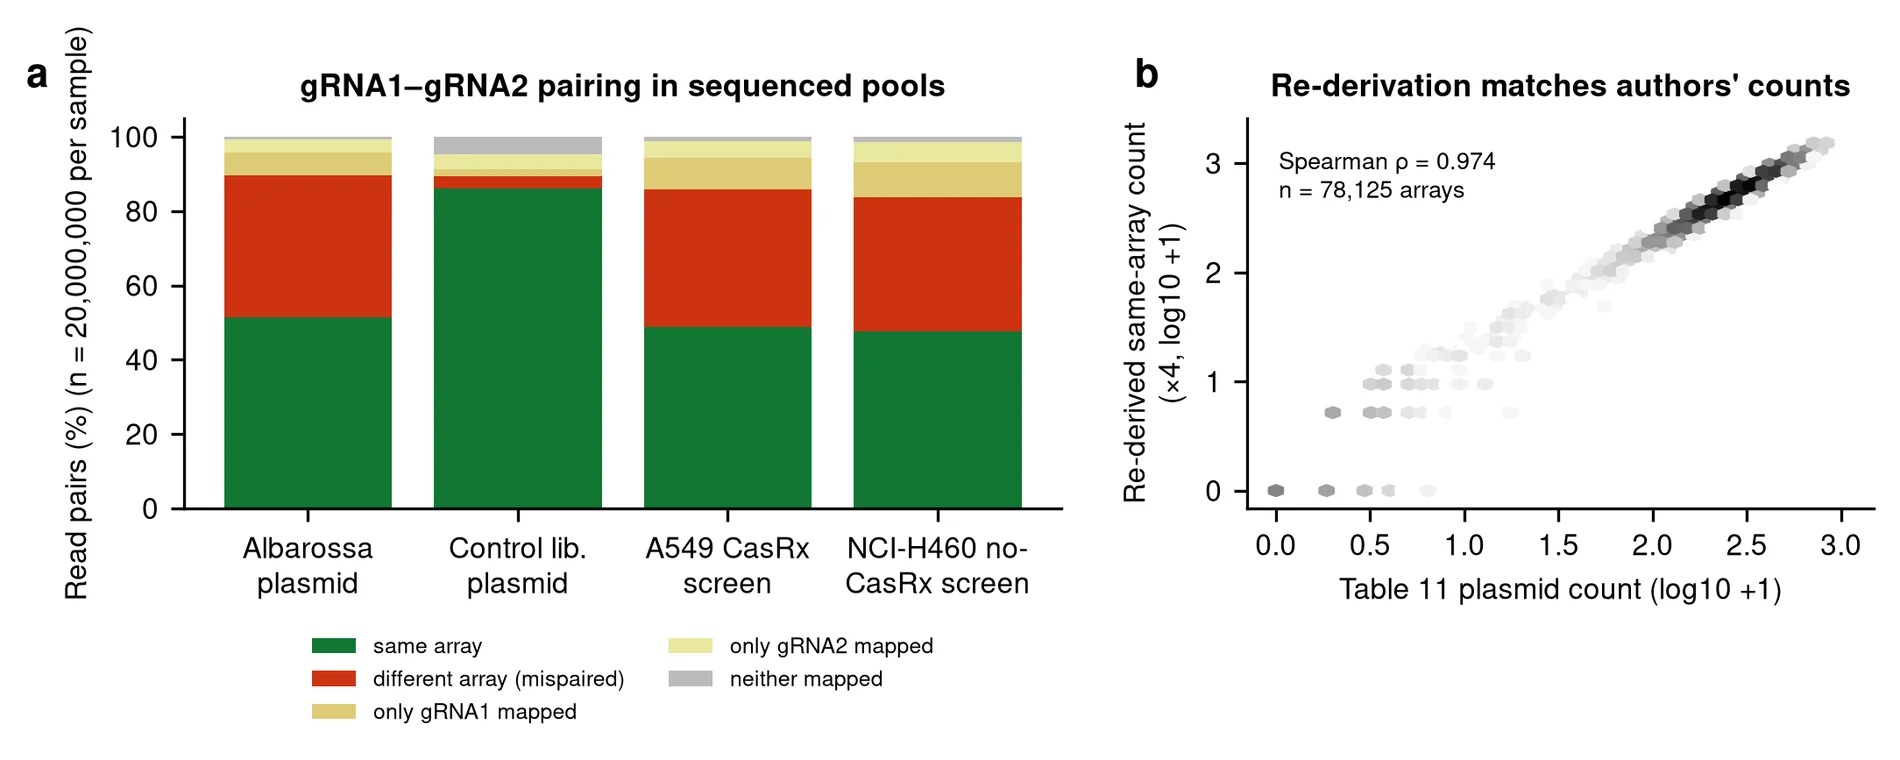 a
gRNA1–gRNA2 pairing in sequenced pools
Read pairs (%) (n = 20,000,000 per sample)
100
80
60
40
20
0
Albarossa
plasmid
Control lib.
plasmid
A549 CasRx
screen
NCI-H460 no-
CasRx screen
same array
different array (mispaired)
only gRNA1 mapped
only gRNA2 mapped
neither mapped
b
Re-derivation matches authors' counts
Re-derived same-array count
(×4, log10 +1)
3
2
1
0
Spearman ρ = 0.974
n = 78,125 arrays
0.0 0.5 1.0 1.5 2.0 2.5 3.0
Table 11 plasmid count (log10 +1)